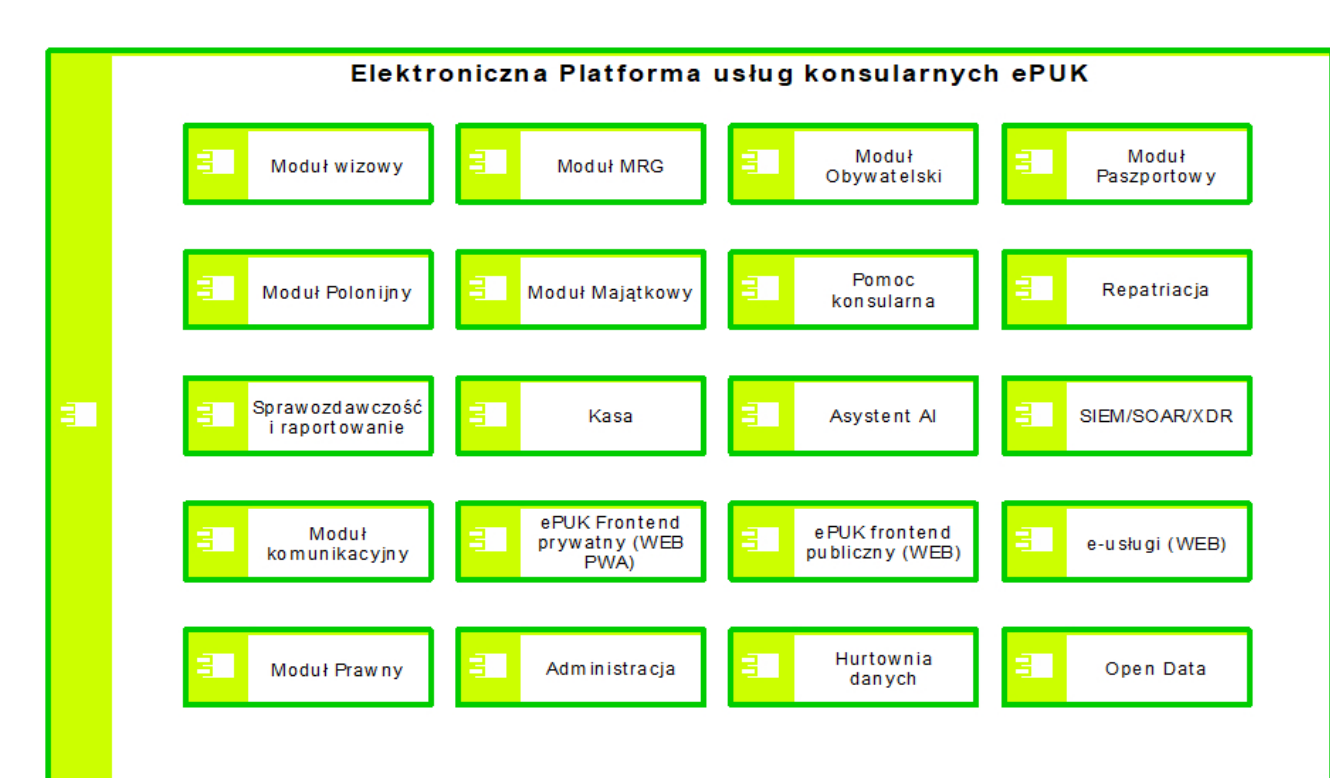 Elektroniczna Platforma usług konsularnych ePUK
Moduł wizowy
Moduł MRG
Moduł
Obywatelski
Moduł
Paszportowy
Moduł Polonijny
Moduł Majątkowy
Pomoc
konsularna
Repatriacja
Sprawozdawczość
i raportowanie
Kasa
Asystent AI
SIEM/SOAR/XDR
Moduł
komunikacyjny
ePUK Frontend
prywatny (WEB
PWA)
ePUK frontend
publiczny (WEB)
e-usługi (WEB)
Moduł Prawny
Administracja
Hurtownia
danych
Open Data